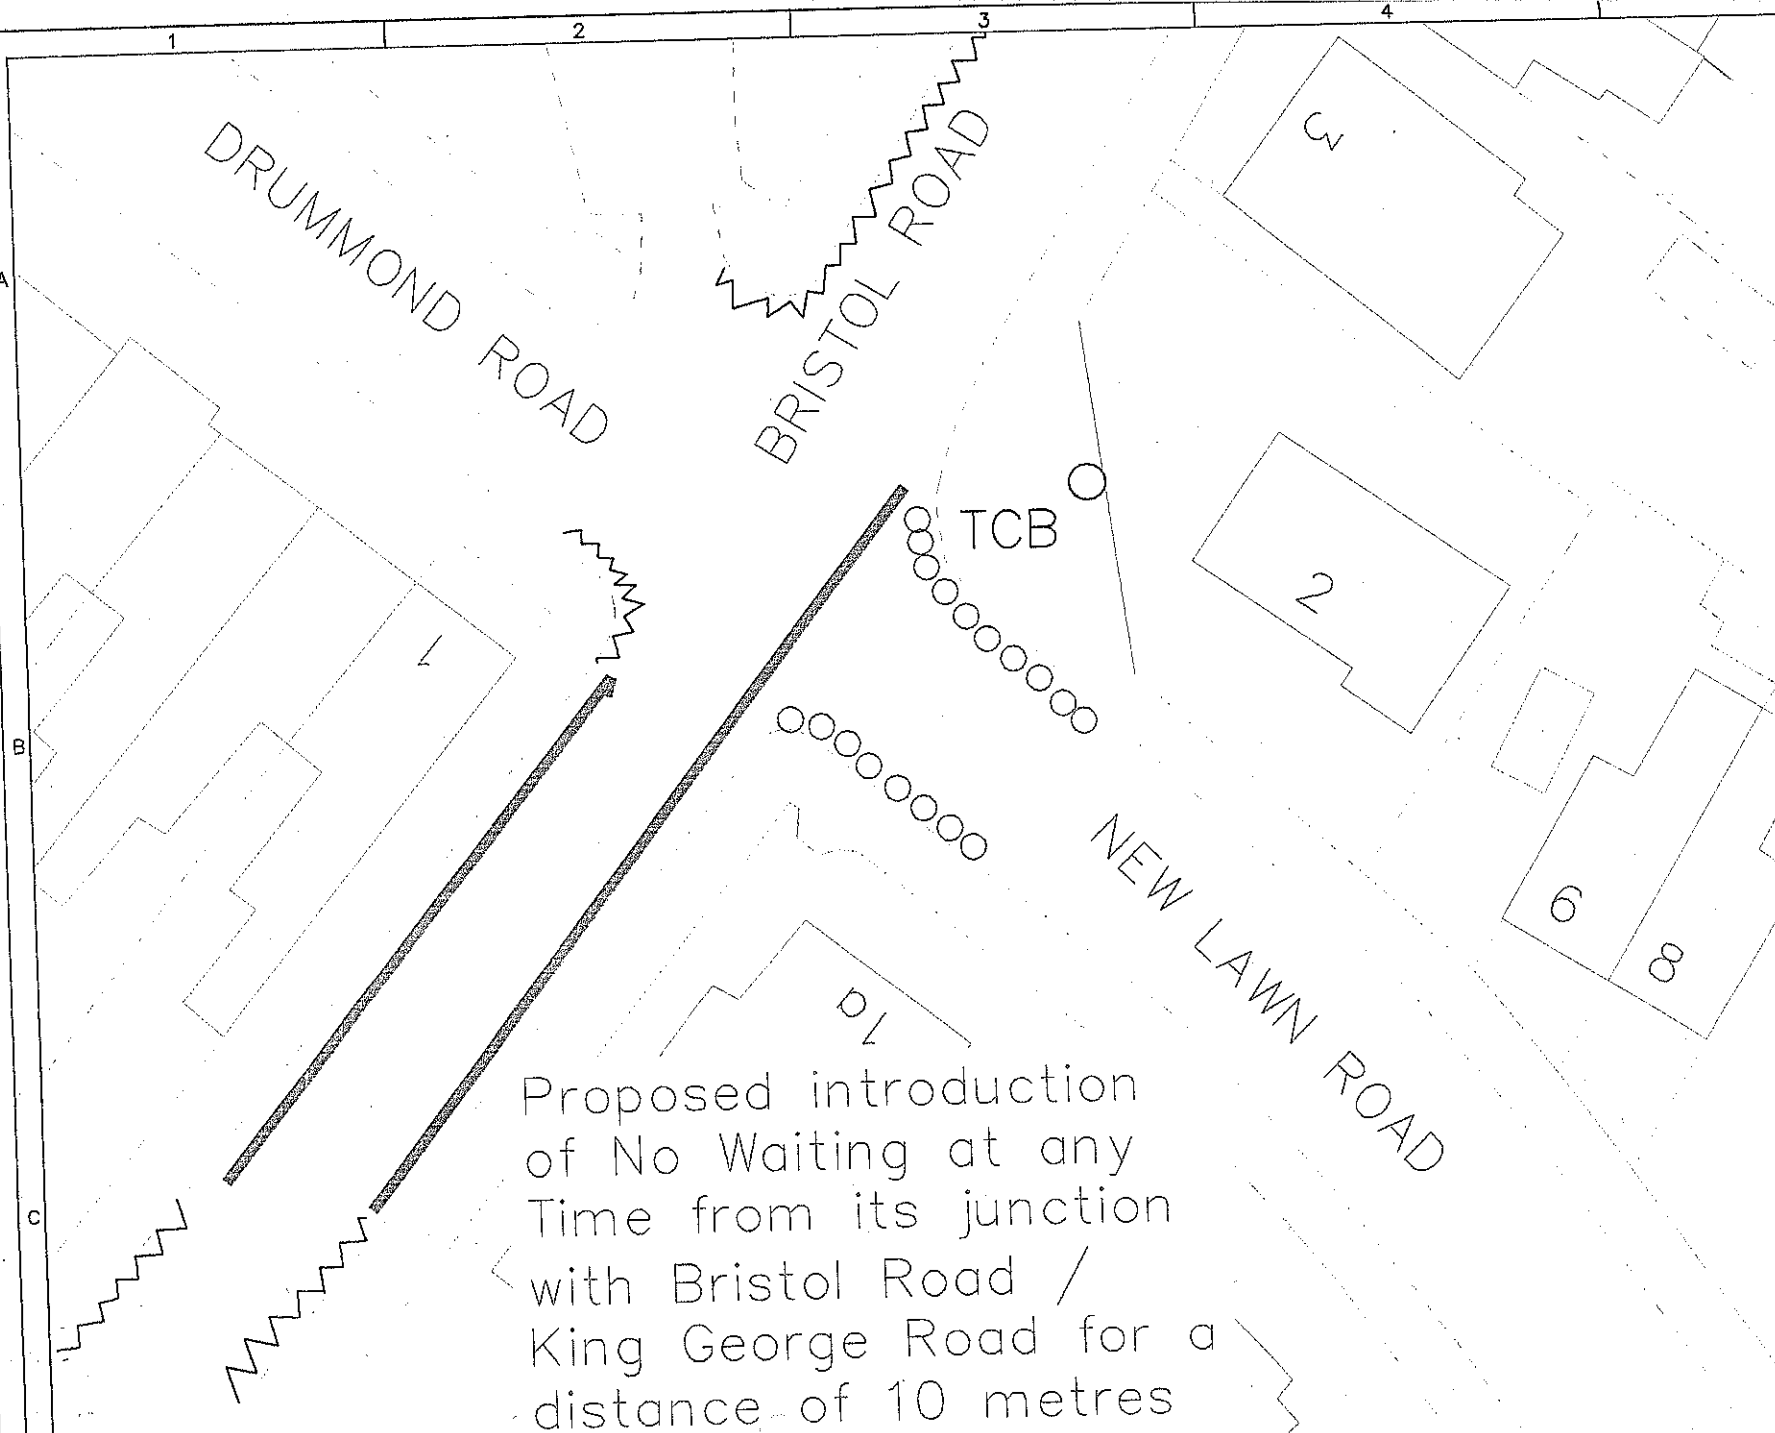 1 2 3 4
DRUMMOND ROAD
BRISTOL ROAD
3
A
TCB
2
1
B
NEW LAWN ROAD
6
8
1a
Proposed introduction
of No Waiting at any
Time from its junction
with Bristol Road /
King George Road for a
distance of 10 metres
C